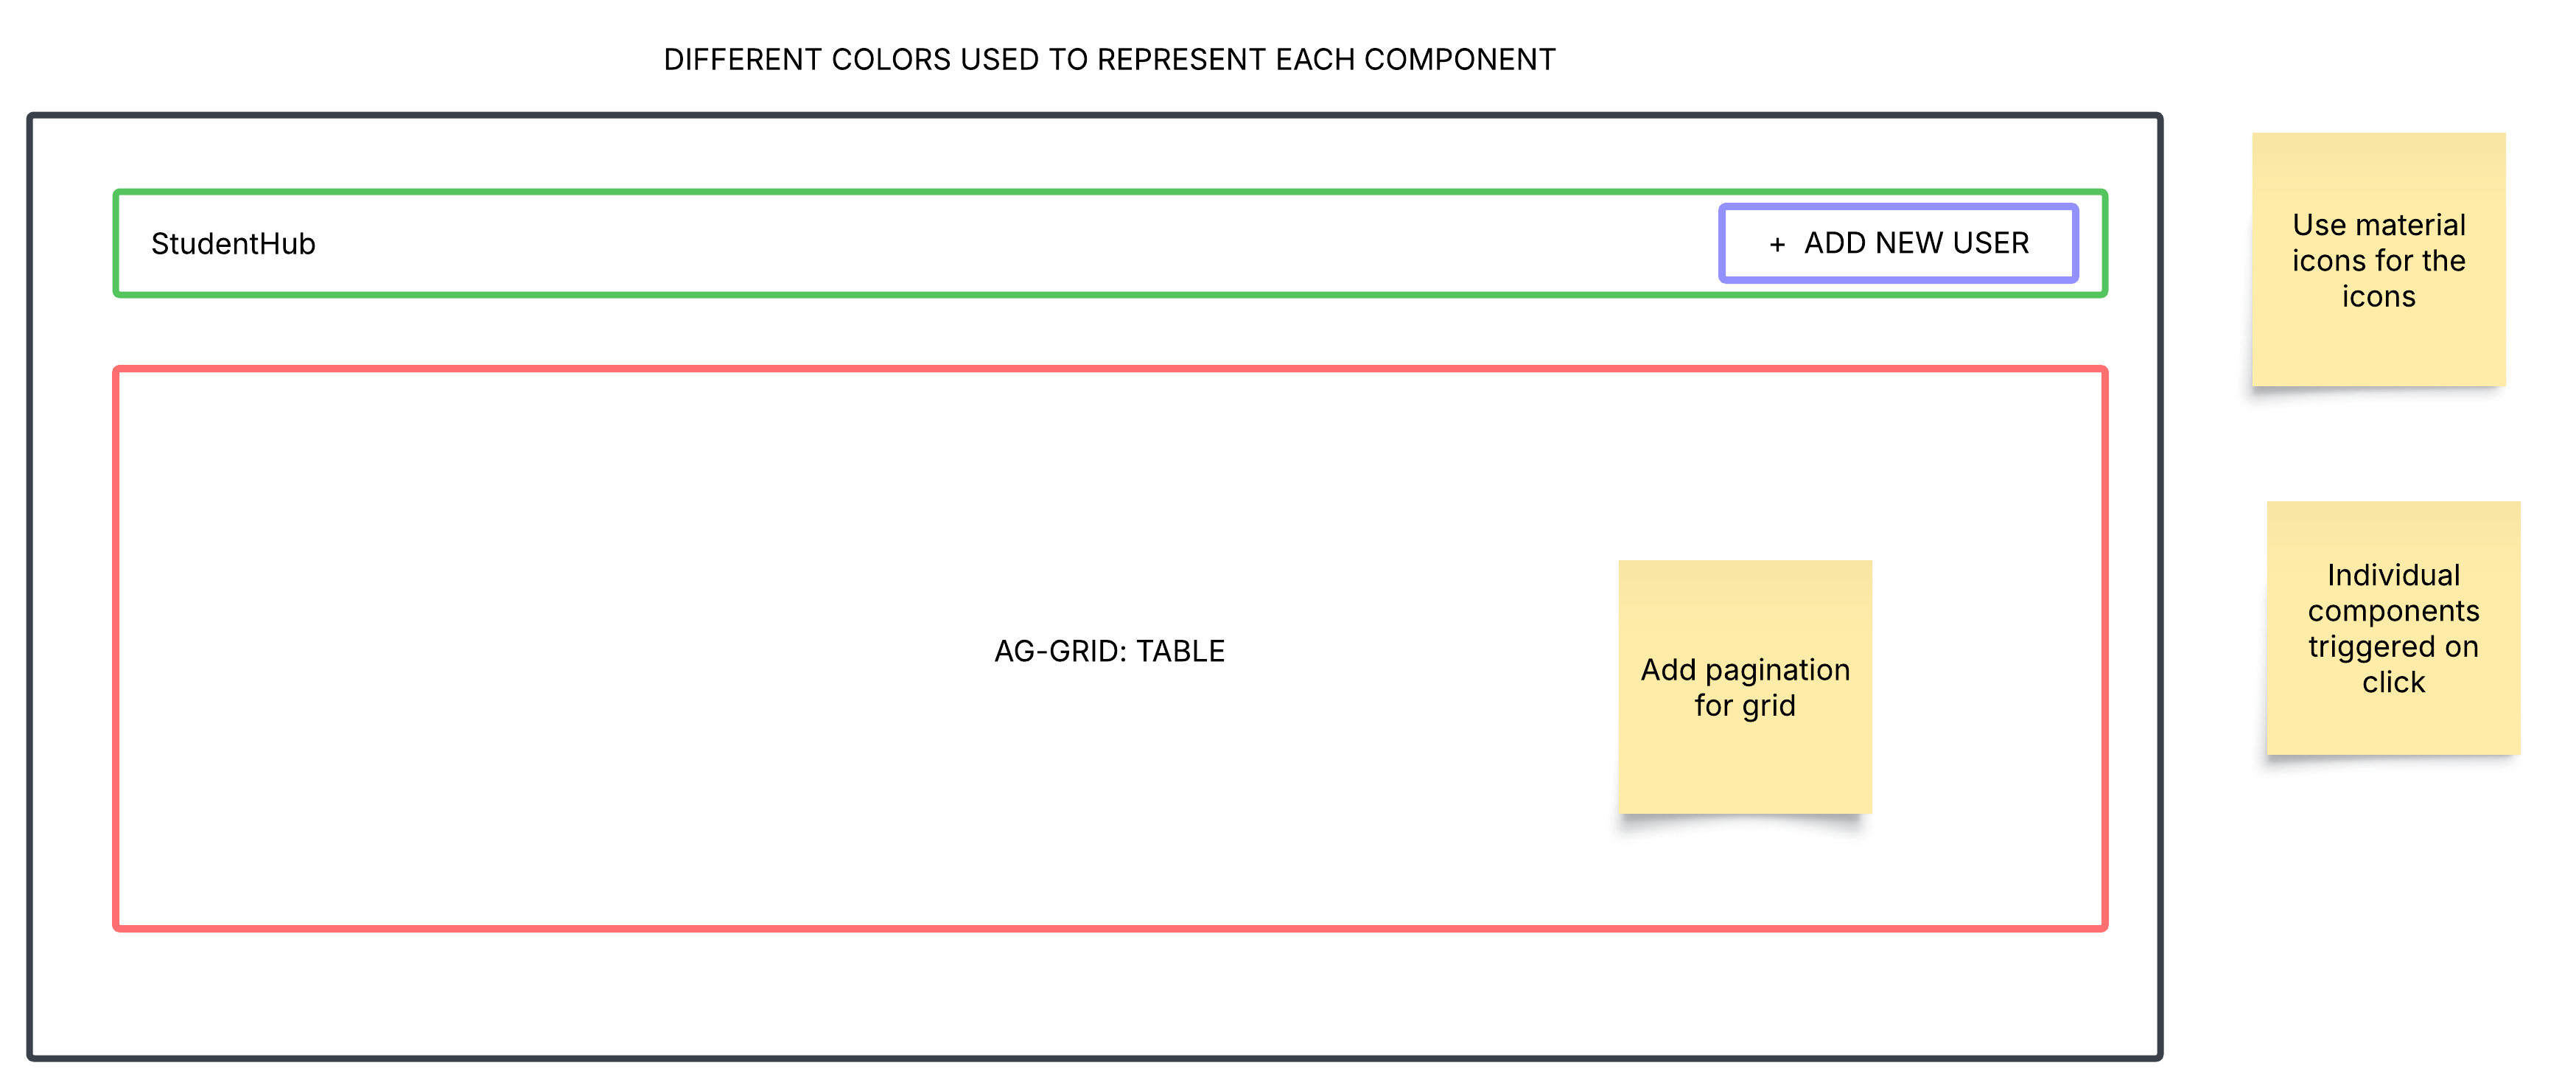 DIFFERENT COLORS USED TO REPRESENT EACH COMPONENT
StudentHub
+ ADD NEW USER
AG-GRID: TABLE
Add pagination
for grid
Use material
icons for the
icons
Individual
components
triggered on
click